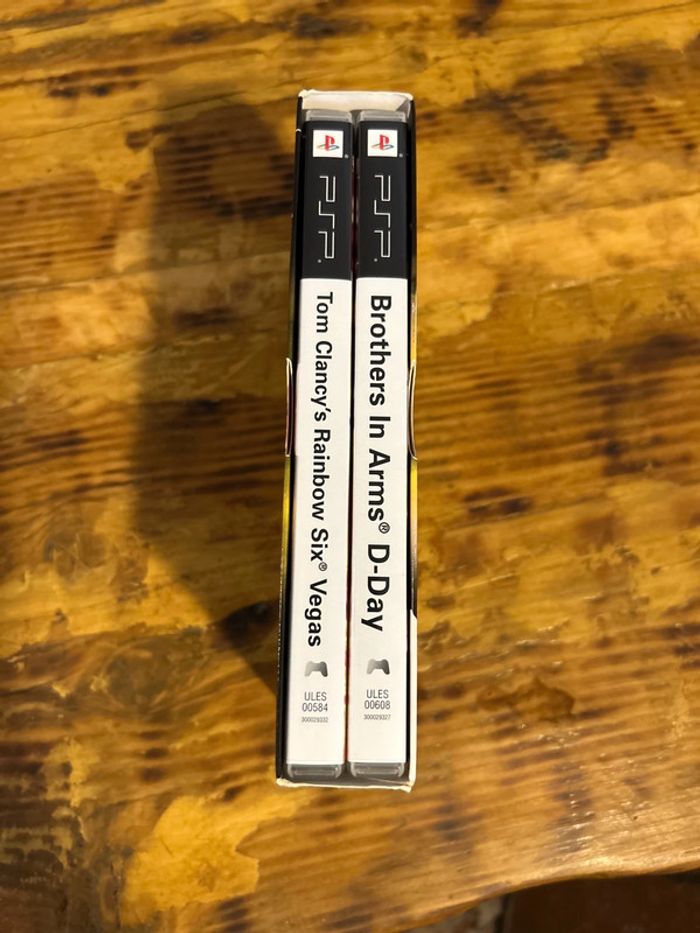 PSP
Tom Clancy's Rainbow Six® Vegas
ULES
00584
300029332
PSP
Brothers In Arms® D-Day
ULES
00608
300029327